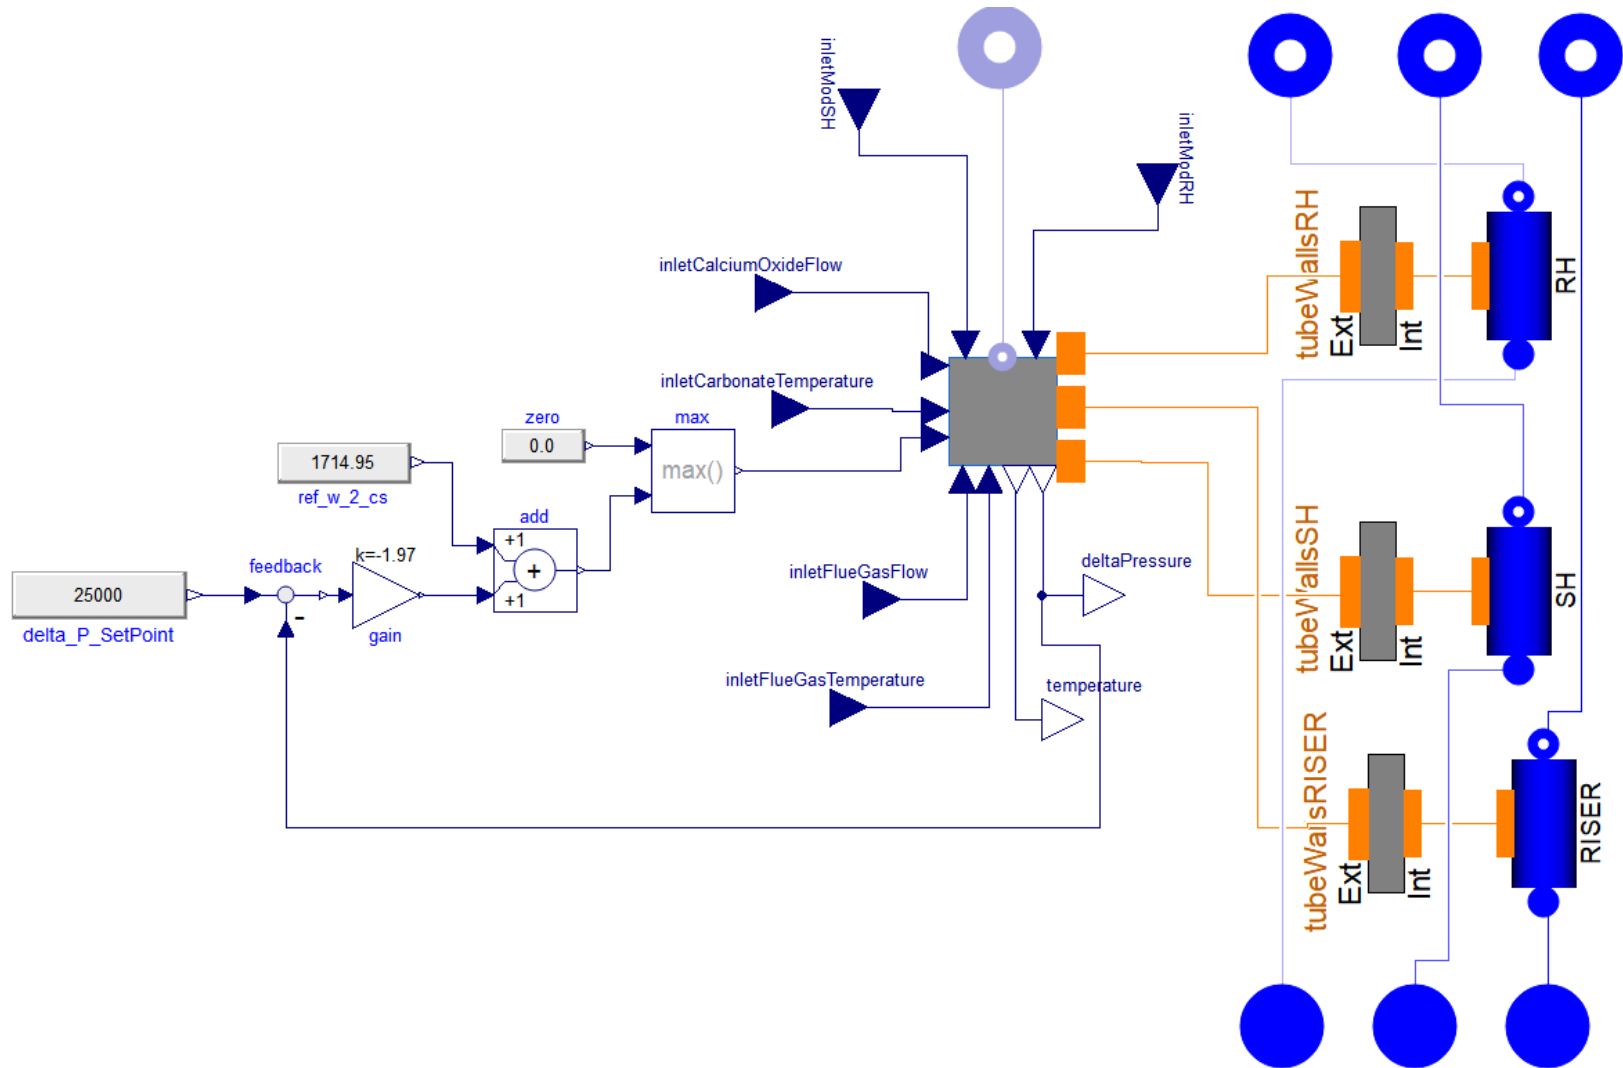 inletModSH
inletModRH
inletCalciumOxideFlow
inletCarbonateTemperature
zero
0.0
max
max()
1714.95
ref_w_2_cs
add
+1
+
+1
k=-1.97
gain
feedback
-
25000
delta_P_SetPoint
inletFlueGasFlow
inletFlueGasTemperature
deltaPressure
temperature
tubeWallsRH
Ext
Int
RH
tubeWallsSH
Ext
Int
SH
tubeWallsRISER
Ext
Int
RISER